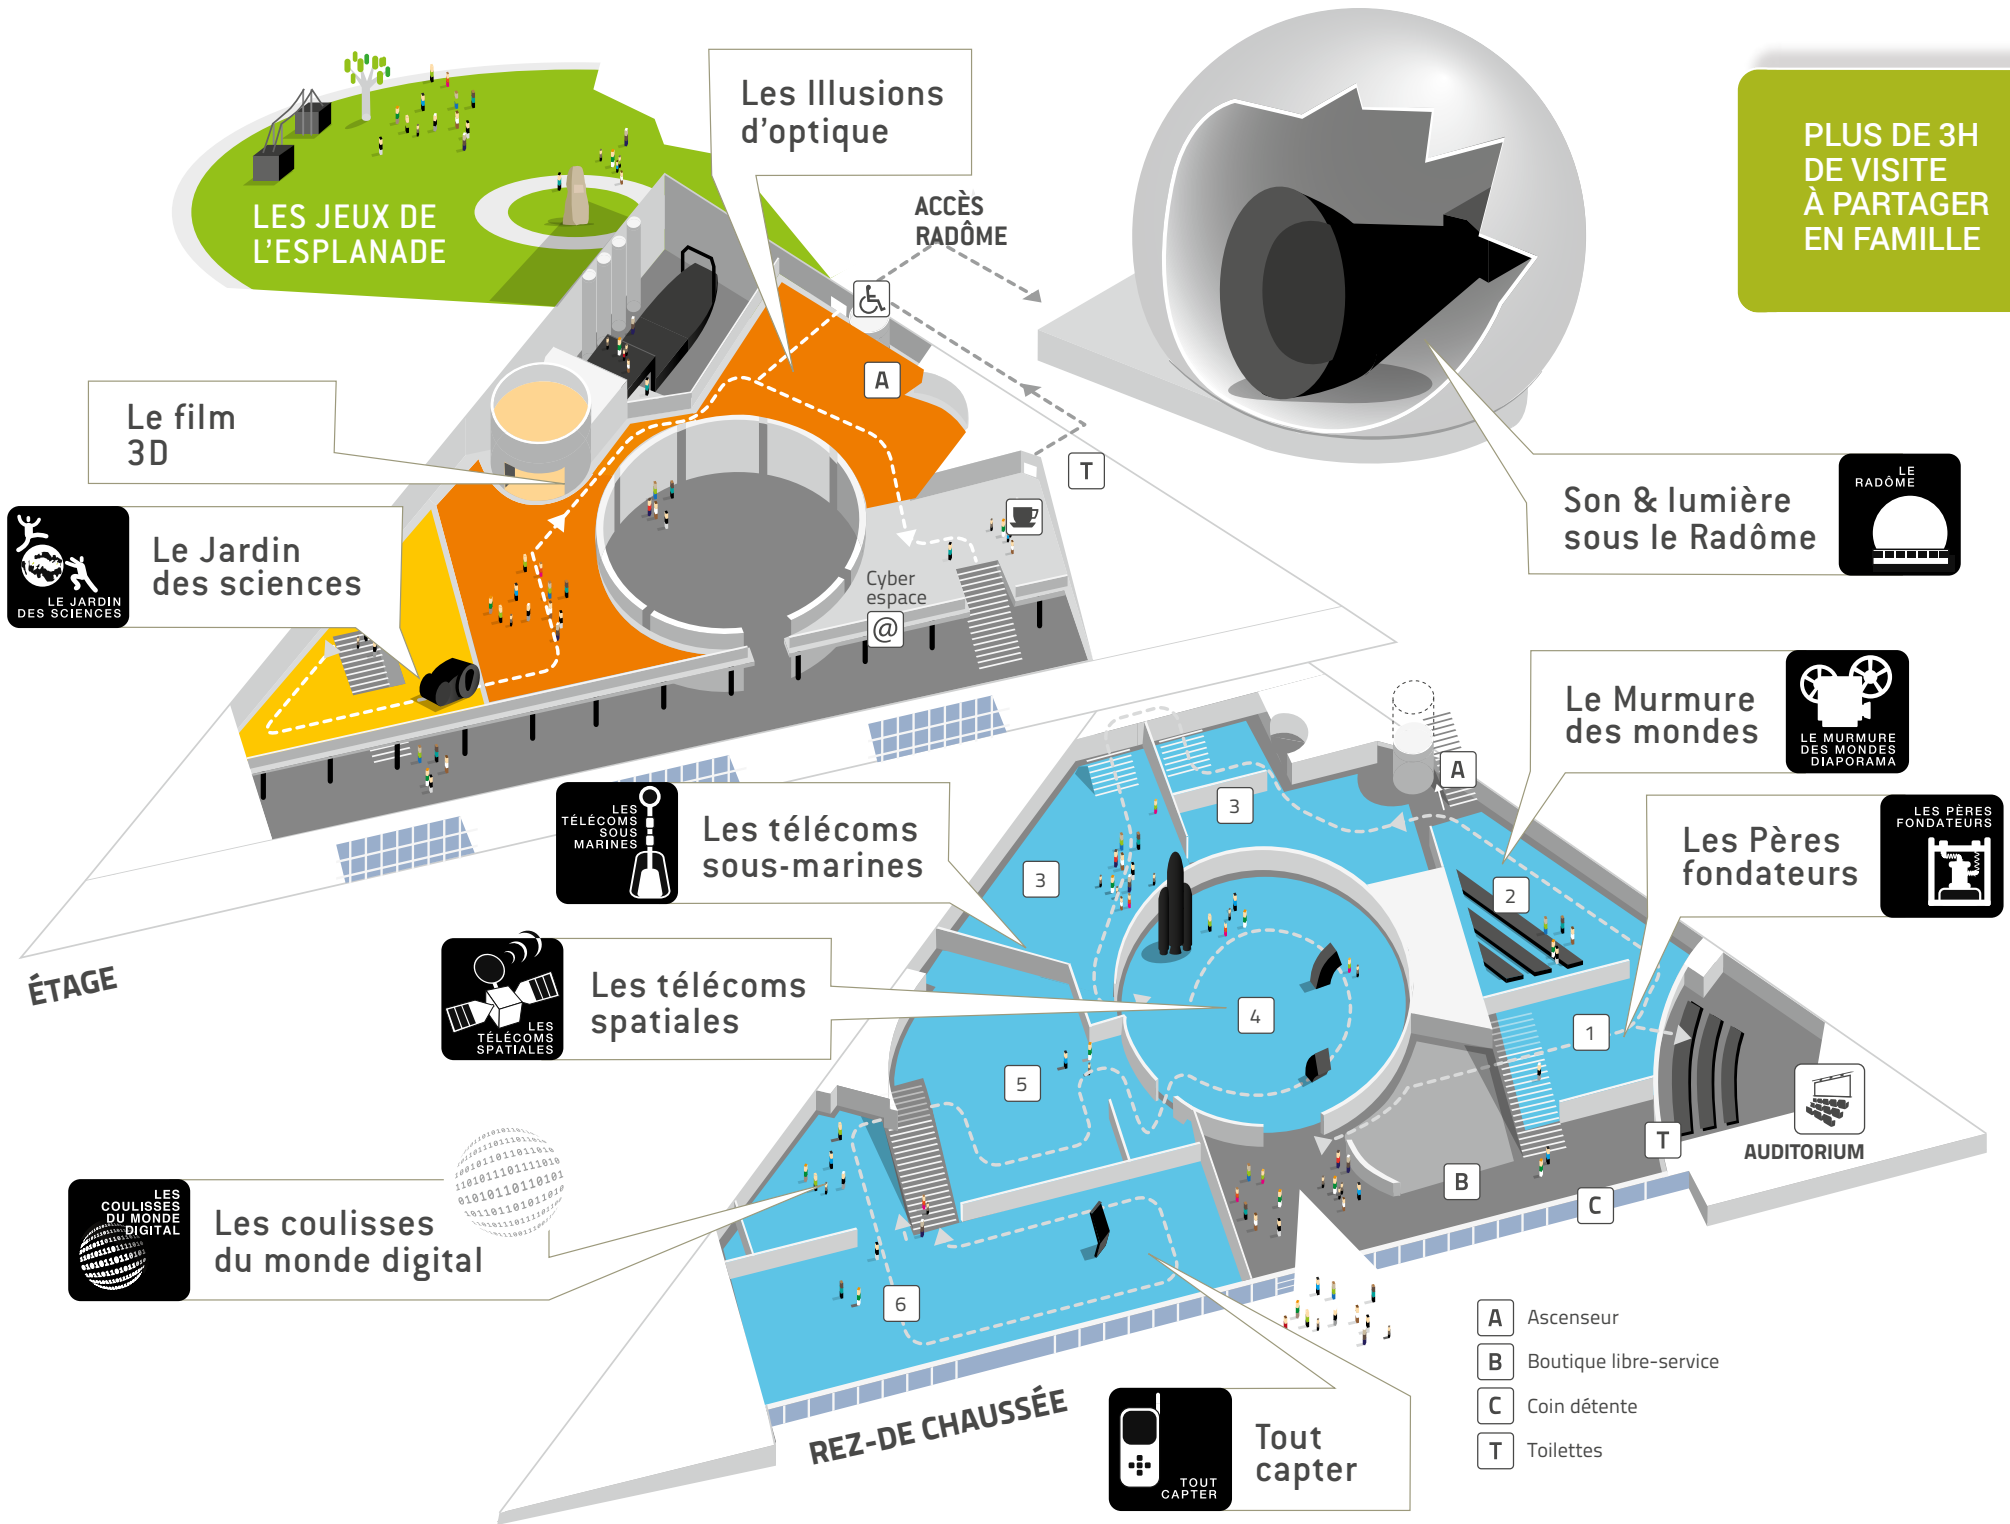 Les Illusions
d'optique
PLUS DE 3H
DE VISITE
À PARTAGER
EN FAMILLE
LES JEUX DE
L'ESPLANADE
ACCÈS
RADÔME
A
Le film
3D
T
LE
RADÔME
Son & lumière
sous le Radôme
LE JARDIN
DES SCIENCES
Le Jardin
des sciences
Cyber
espace
@
Le Murmure
des mondes
LE MURMURE
DES MONDES
DIAPORAMA
A
3
LES
TÉLÉCOMS
SOUS
MARINES
Les télécoms
sous-marines
Les Pères
fondateurs
LES PÈRES
FONDATEURS
3
2
ÉTAGE
LES
TÉLÉCOMS
SPATIALES
Les télécoms
spatiales
4
1
5
T
AUDITORIUM
B
C
LES
COULISSES
DU MONDE
DIGITAL
Les coulisses
du monde digital
6
REZ-DE CHAUSSÉE
TOUT
CAPTER
Tout
capter
A Ascenseur
B Boutique libre-service
C Coin détente
T Toilettes